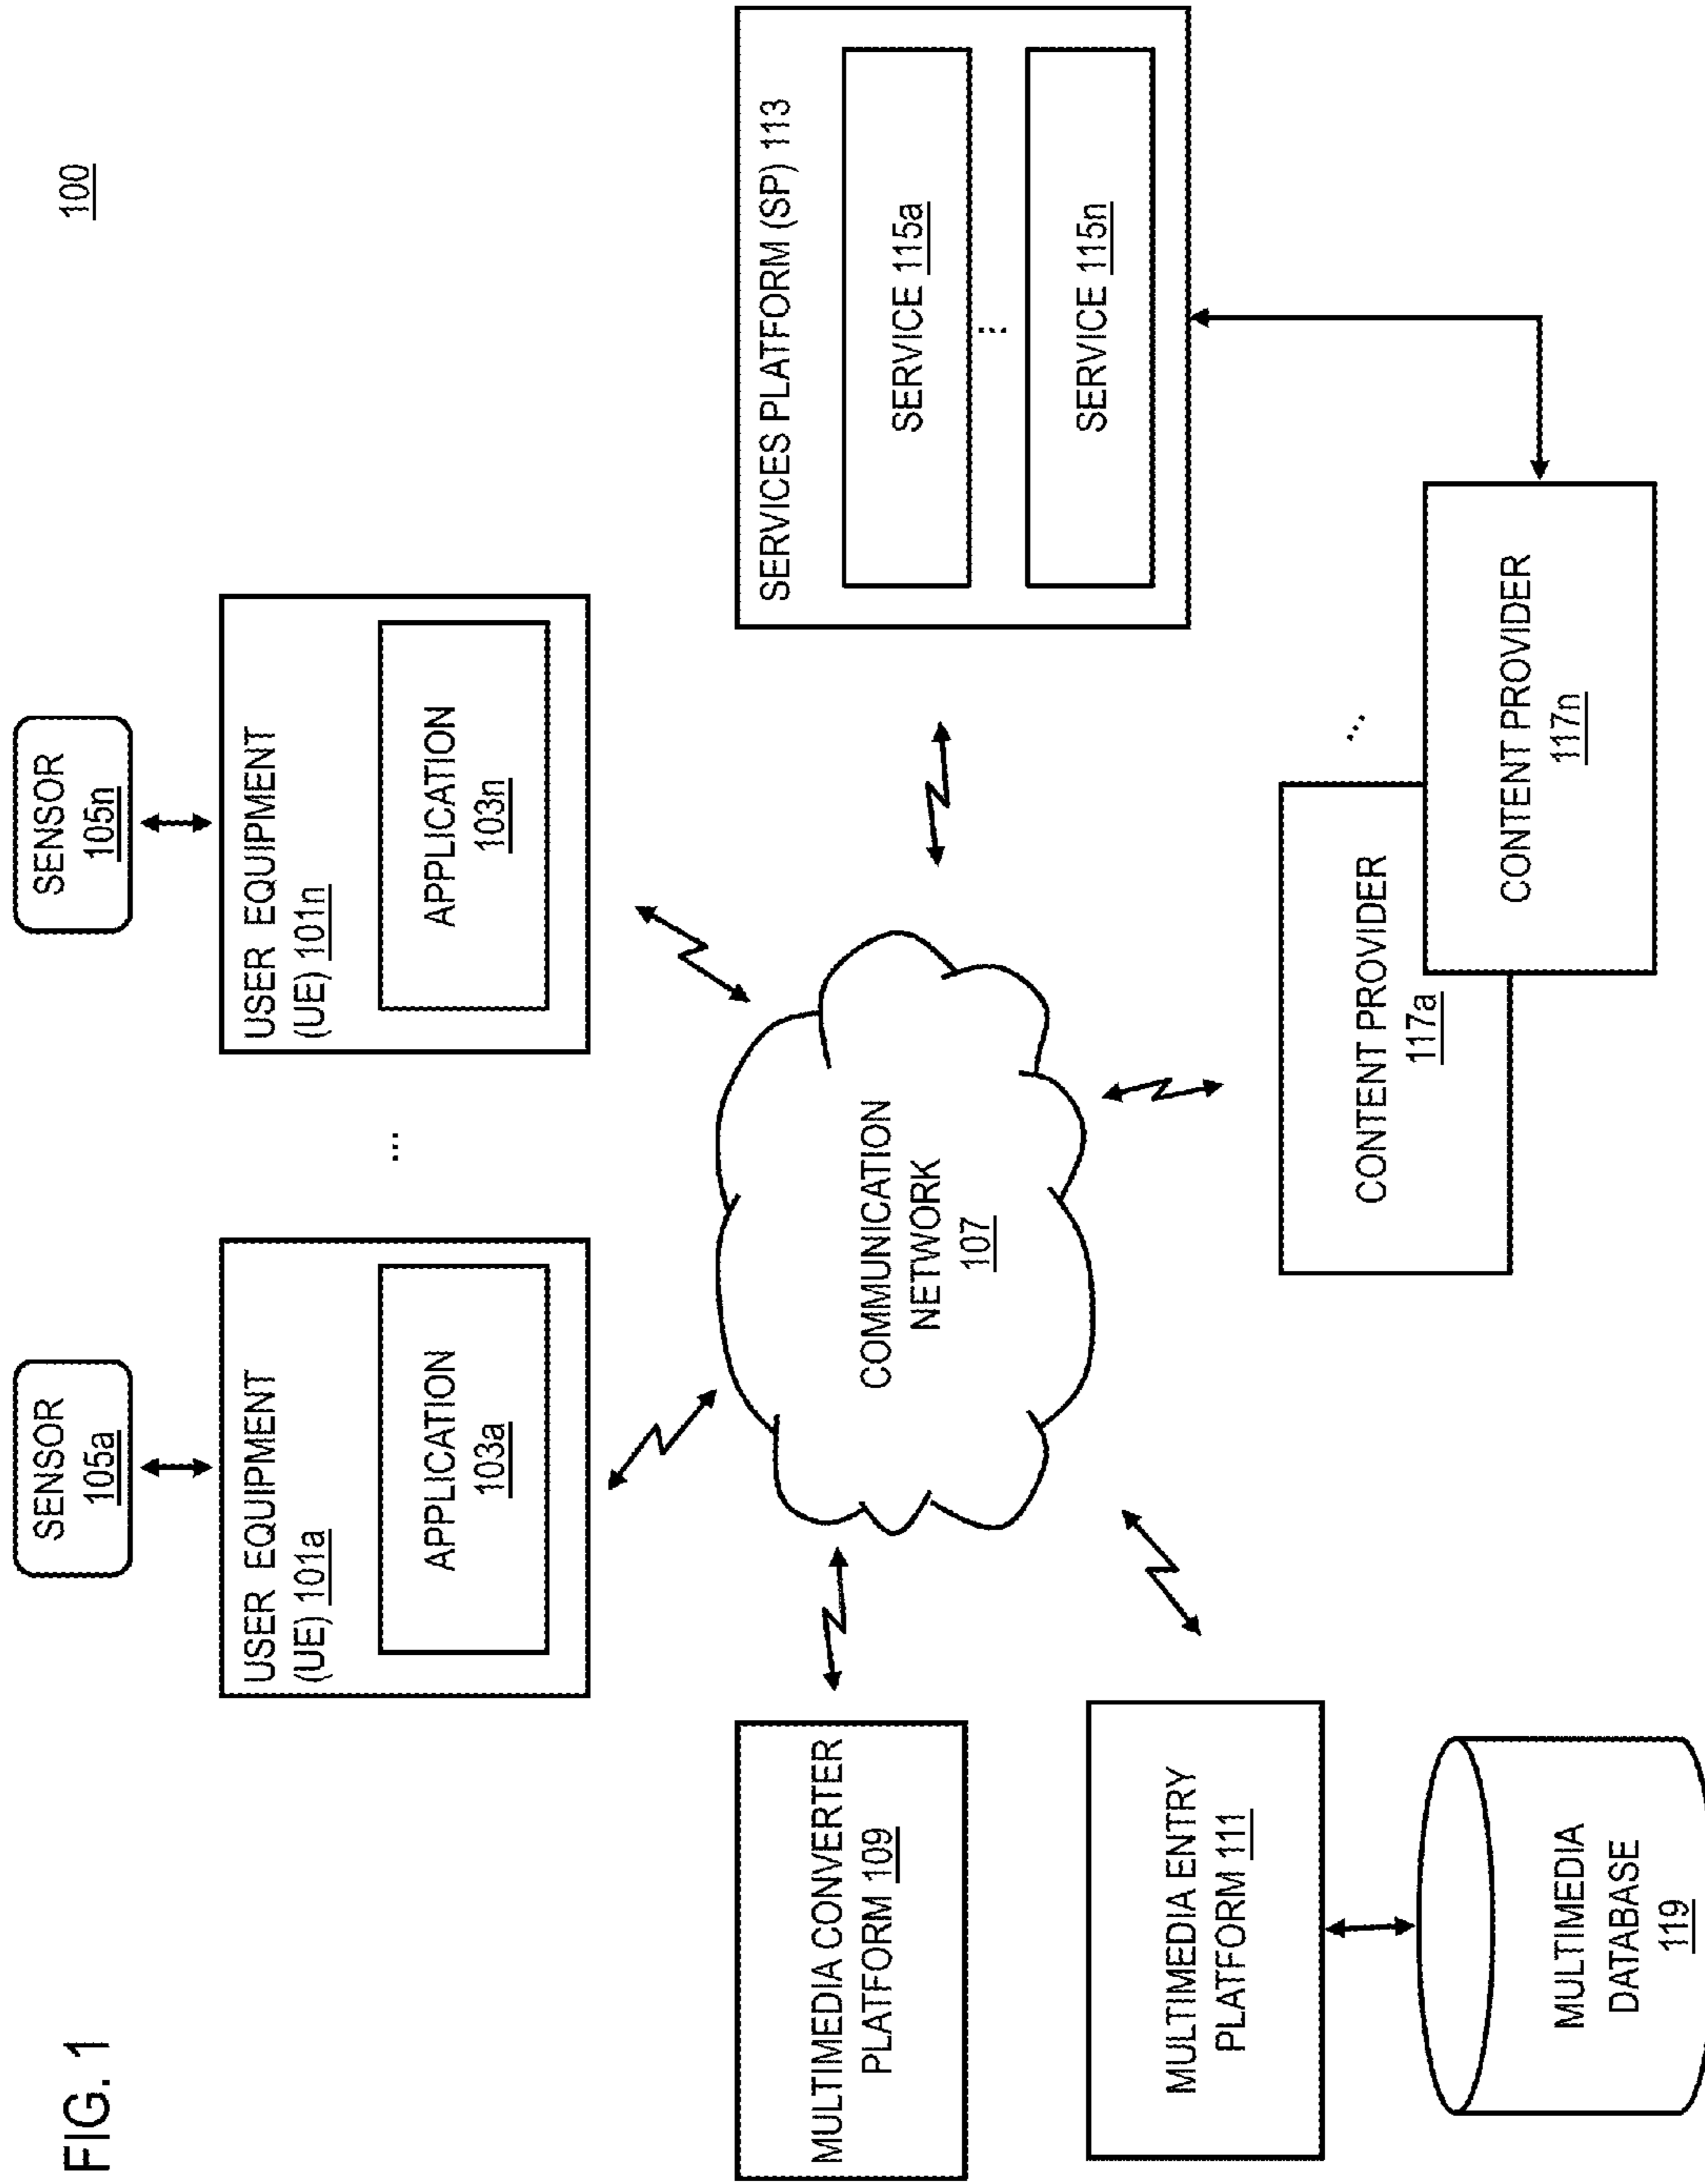 FIG. 1
100
SENSOR
105a
SENSOR
105n
USER EQUIPMENT
(UE) 101a
APPLICATION
103a
...
USER EQUIPMENT
(UE) 101n
APPLICATION
103n
MULTIMEDIA CONVERTER
PLATFORM 109
COMMUNICATION
NETWORK
107
SERVICES PLATFORM (SP) 113
SERVICE 115a
...
SERVICE 115n
MULTIMEDIA ENTRY
PLATFORM 111
MULTIMEDIA
DATABASE
119
CONTENT PROVIDER
117a
...
CONTENT PROVIDER
117n